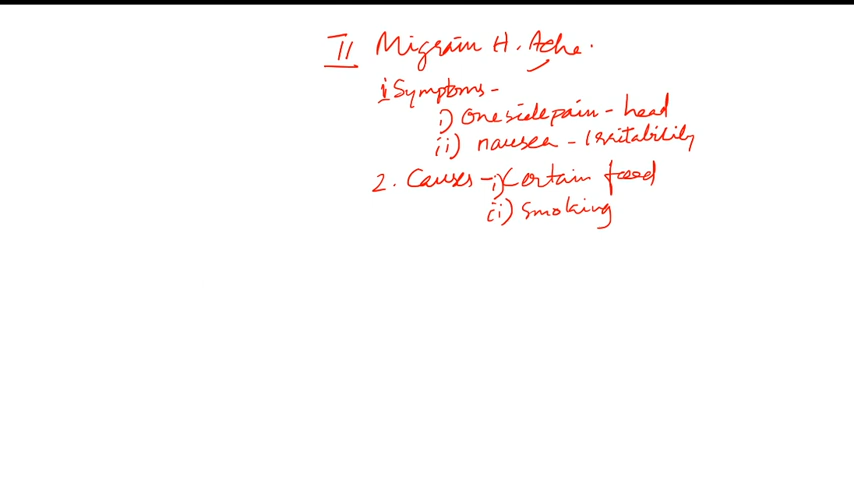 II Migrain H. Ache.
1 Symptoms -
i) One side pain - head
ii) nausea - Irritability
2. Causes - i) Certain food
ii) smoking